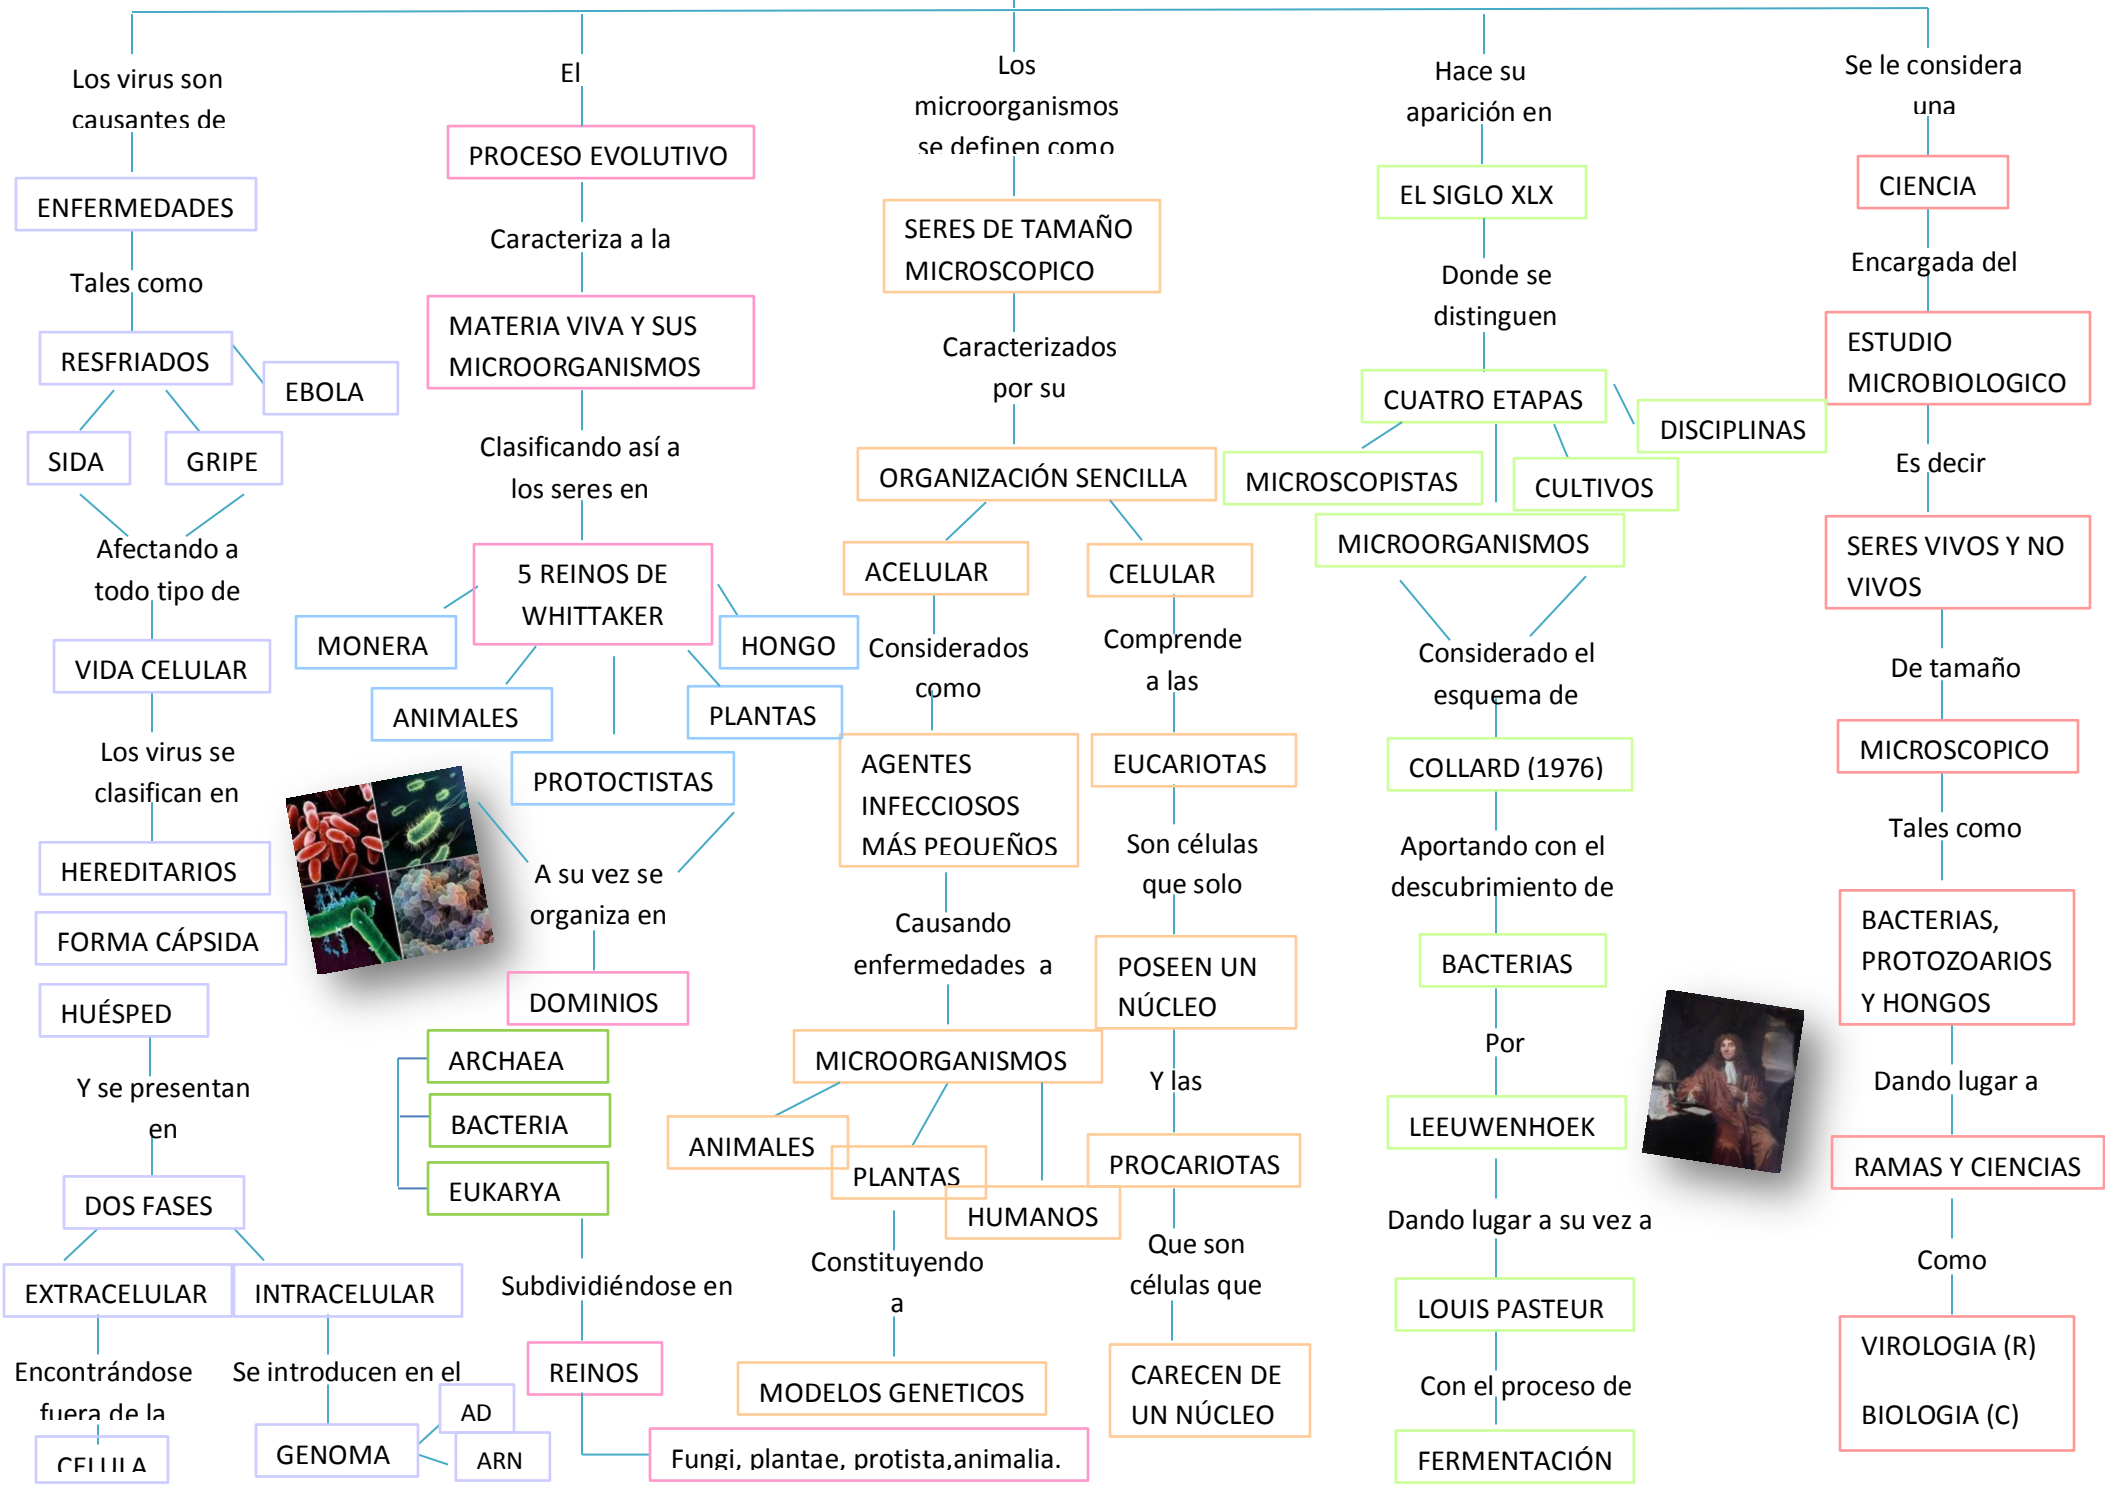 Los virus son
causantes de
ENFERMEDADES
Tales como
RESFRIADOS
EBOLA
SIDA
GRIPE
Afectando a
todo tipo de
VIDA CELULAR
Los virus se
clasifican en
HEREDITARIOS
FORMA CÁPSIDA
HUÉSPED
Y se presentan
en
DOS FASES
EXTRACELULAR
INTRACELULAR
Encontrándose
fuera de la
CELULA
Se introducen en el
GENOMA
AD
ARN
El
PROCESO EVOLUTIVO
Caracteriza a la
MATERIA VIVA Y SUS
MICROORGANISMOS
Clasificando así a
los seres en
5 REINOS DE
WHITTAKER
MONERA
HONGO
ANIMALES
PLANTAS
PROTOCTISTAS
A su vez se
organiza en
DOMINIOS
ARCHAEA
BACTERIA
EUKARYA
Subdividiéndose en
REINOS
Fungi, plantae, protista,animalia.
Los
microorganismos
se definen como
SERES DE TAMAÑO
MICROSCOPICO
Caracterizados
por su
ORGANIZACIÓN SENCILLA
ACELULAR
CELULAR
Considerados
como
AGENTES
INFECCIOSOS
MÁS PEQUEÑOS
Causando
enfermedades a
MICROORGANISMOS
ANIMALES
PLANTAS
HUMANOS
Constituyendo
a
MODELOS GENETICOS
Comprende
a las
EUCARIOTAS
Son células
que solo
POSEEN UN
NÚCLEO
Y las
PROCARIOTAS
Que son
células que
CARECEN DE
UN NÚCLEO
Hace su
aparición en
EL SIGLO XLX
Donde se
distinguen
CUATRO ETAPAS
DISCIPLINAS
MICROSCOPISTAS
CULTIVOS
MICROORGANISMOS
Considerado el
esquema de
COLLARD (1976)
Aportando con el
descubrimiento de
BACTERIAS
Por
LEEUWENHOEK
Dando lugar a su vez a
LOUIS PASTEUR
Con el proceso de
FERMENTACIÓN
Se le considera
una
CIENCIA
Encargada del
ESTUDIO
MICROBIOLOGICO
Es decir
SERES VIVOS Y NO
VIVOS
De tamaño
MICROSCOPICO
Tales como
BACTERIAS,
PROTOZOARIOS
Y HONGOS
Dando lugar a
RAMAS Y CIENCIAS
Como
VIROLOGIA (R)
BIOLOGIA (C)